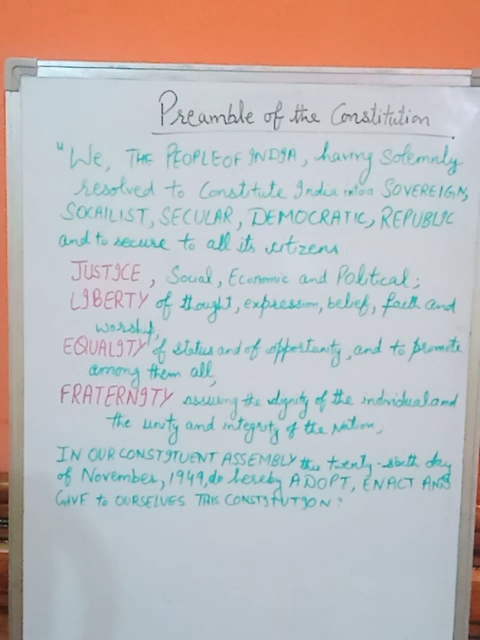 Preamble of the Constitution
"We, THE PEOPLE OF INDIA, having solemnly
resolved to Constitute India into a SOVEREIGN,
SOCAILIST, SECULAR, DEMOCRATIC, REPUBLIC
and to secure to all its citizens
JUSTICE, Social, Economic and Political;
LIBERTY of thought, expression, belief, faith and
worship,
EQUALITY of status and of opportunity, and to promote
among them all,
FRATERNITY assuring the dignity of the individual and
the unity and integrity of the Nation,
IN OUR CONSTITUENT ASSEMBLY this twenty-sixth day
of November, 1949, do hereby ADOPT, ENACT AND
GIVE to OURSELVES THIS CONSTITUTION"